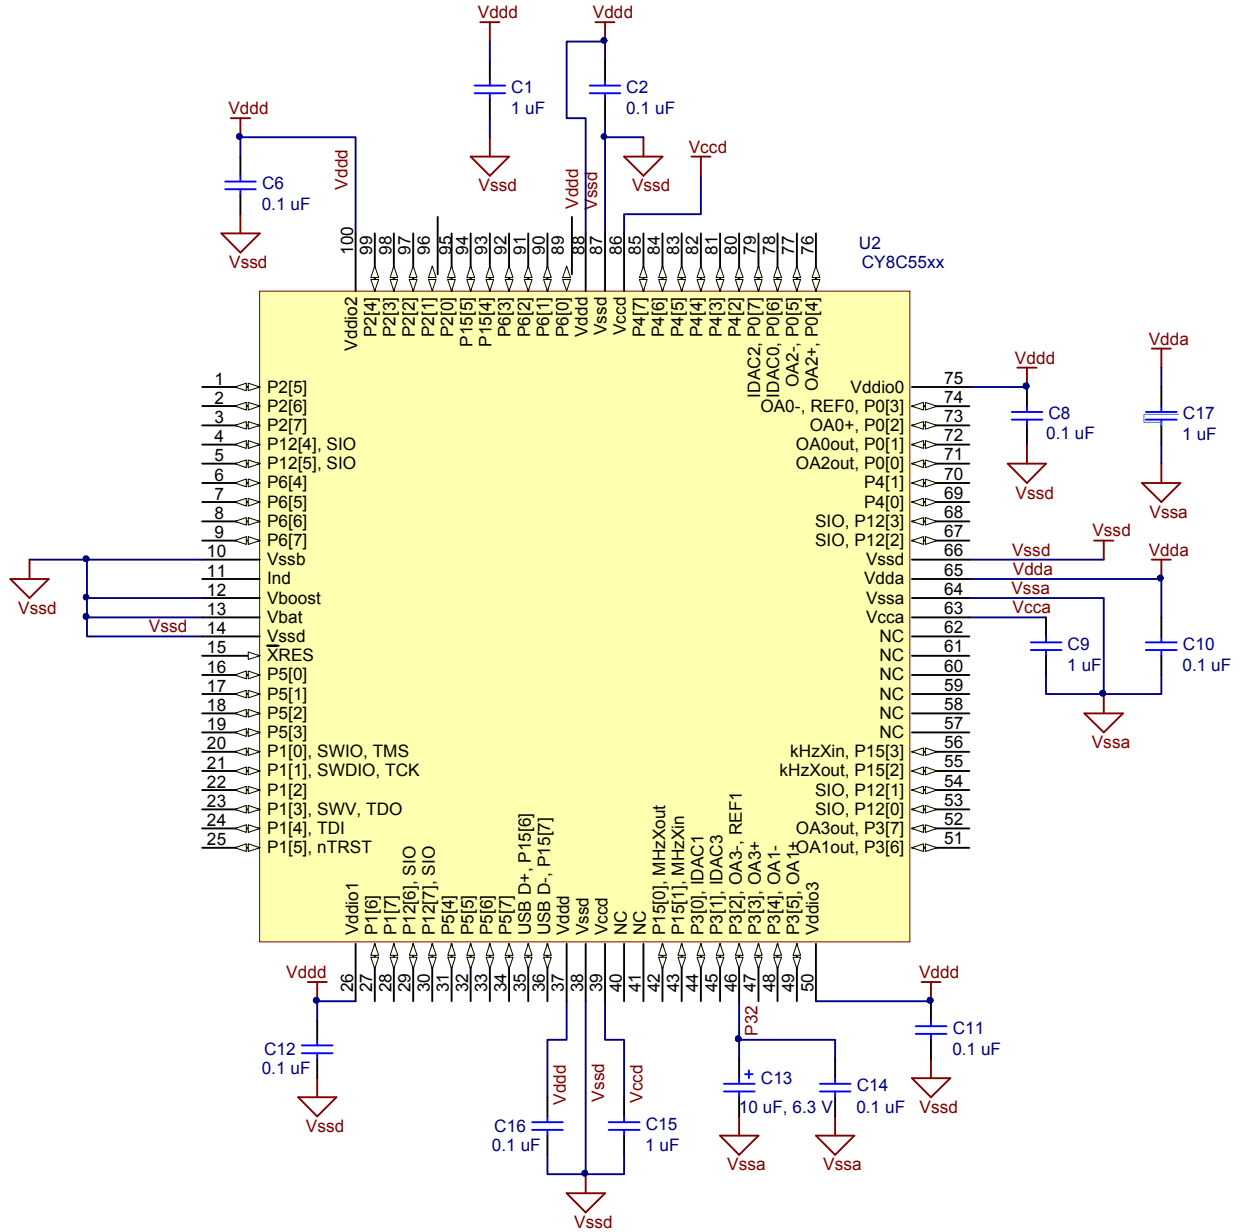 Vddd
Vddd
C1
1 uF
C2
0.1 uF
Vddd
Vccd
Vddd
Vddd
Vssd
Vssd
Vssd
C6
0.1 uF
Vssd
100
99
98
97
96
95
94
93
92
91
90
89
88
87
86
85
84
83
82
81
80
79
78
77
76
U2
CY8C55xx
Vddio2
P2[4]
P2[3]
P2[2]
P2[1]
P2[0]
P15[5]
P15[4]
P6[3]
P6[2]
P6[1]
P6[0]
Vddd
Vssd
Vccd
P4[7]
P4[6]
P4[5]
P4[4]
P4[3]
P4[2]
IDAC2, P0[7]
IDAC0, P0[6]
OA2-, P0[5]
OA2+, P0[4]
1 P2[5]
2 P2[6]
3 P2[7]
4 P12[4], SIO
5 P12[5], SIO
6 P6[4]
7 P6[5]
8 P6[6]
9 P6[7]
10 Vssb
11 Ind
12 Vboost
13 Vbat
Vssd 14 Vssd
15 XRES
16 P5[0]
17 P5[1]
18 P5[2]
19 P5[3]
20 P1[0], SWIO, TMS
21 P1[1], SWDIO, TCK
22 P1[2]
23 P1[3], SWV, TDO
24 P1[4], TDI
25 P1[5], nTRST
Vssd
Vddio0 75
OA0-, REF0, P0[3] 74
OA0+, P0[2] 73
OA0out, P0[1] 72
OA2out, P0[0] 71
P4[1] 70
P4[0] 69
SIO, P12[3] 68
SIO, P12[2] 67
Vssd 66 Vssd
Vdda 65 Vdda
Vssa 64 Vssa
Vcca 63 Vcca
NC 62
NC 61
NC 60
NC 59
NC 58
NC 57
kHzXin, P15[3] 56
kHzXout, P15[2] 55
SIO, P12[1] 54
SIO, P12[0] 53
OA3out, P3[7] 52
OA1out, P3[6] 51
Vddd
C8
0.1 uF
Vssd
Vdda
C17
1 uF
Vssa
Vssd
Vdda
C9
1 uF
C10
0.1 uF
Vssa
Vddio1
P1[6]
P1[7]
P12[6], SIO
P12[7], SIO
P5[4]
P5[5]
P5[6]
P5[7]
USB D+, P15[6]
USB D-, P15[7]
Vddd
Vssd
Vccd
NC
NC
P15[0], MHzXout
P15[1], MHzXin
P3[0], IDAC1
P3[1], IDAC3
P3[2], OA3-, REF1
P3[3], OA3+
P3[4], OA1-
P3[5], OA1+
Vddio3
26
27
28
29
30
31
32
33
34
35
36
37
38
39
40
41
42
43
44
45
46
47
48
49
50
Vddd
C12
0.1 uF
Vssd
Vddd
Vssd
Vccd
C16
0.1 uF
C15
1 uF
Vssd
P32
+
C13
10 uF, 6.3 V
Vssa
C14
0.1 uF
Vssa
Vddd
C11
0.1 uF
Vssd